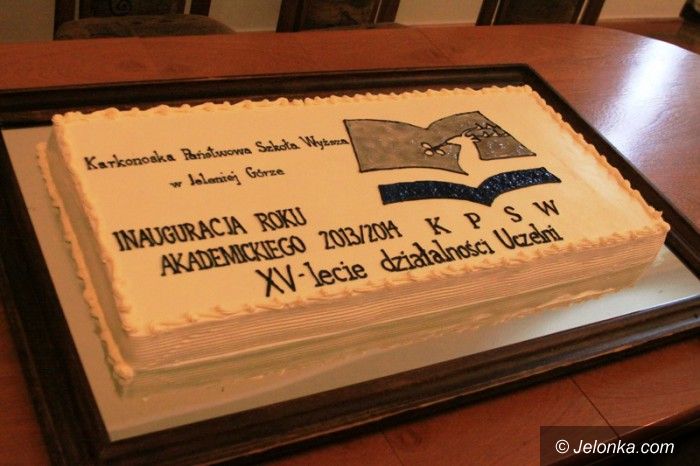 Karkonoska Państwowa Szkoła Wyższa
w Jeleniej Górze
INAUGURACJA ROKU
AKADEMICKIEGO 2013/2014 K P S W
XV-lecie działalności Uczelni
© Jelonka.com